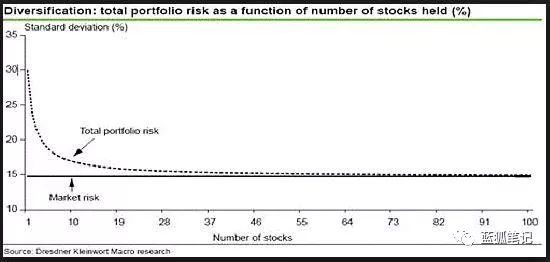 Diversification: total portfolio risk as a function of number of stocks held (%)
Standard deviation (%)
35
30
25
20
15
10
Total portfolio risk
Market risk
1 10 19 28 37 46 55 64 73 82 91 100
Number of stocks
Source: Dresdner Kleinwort Macro research
蓝狐笔记